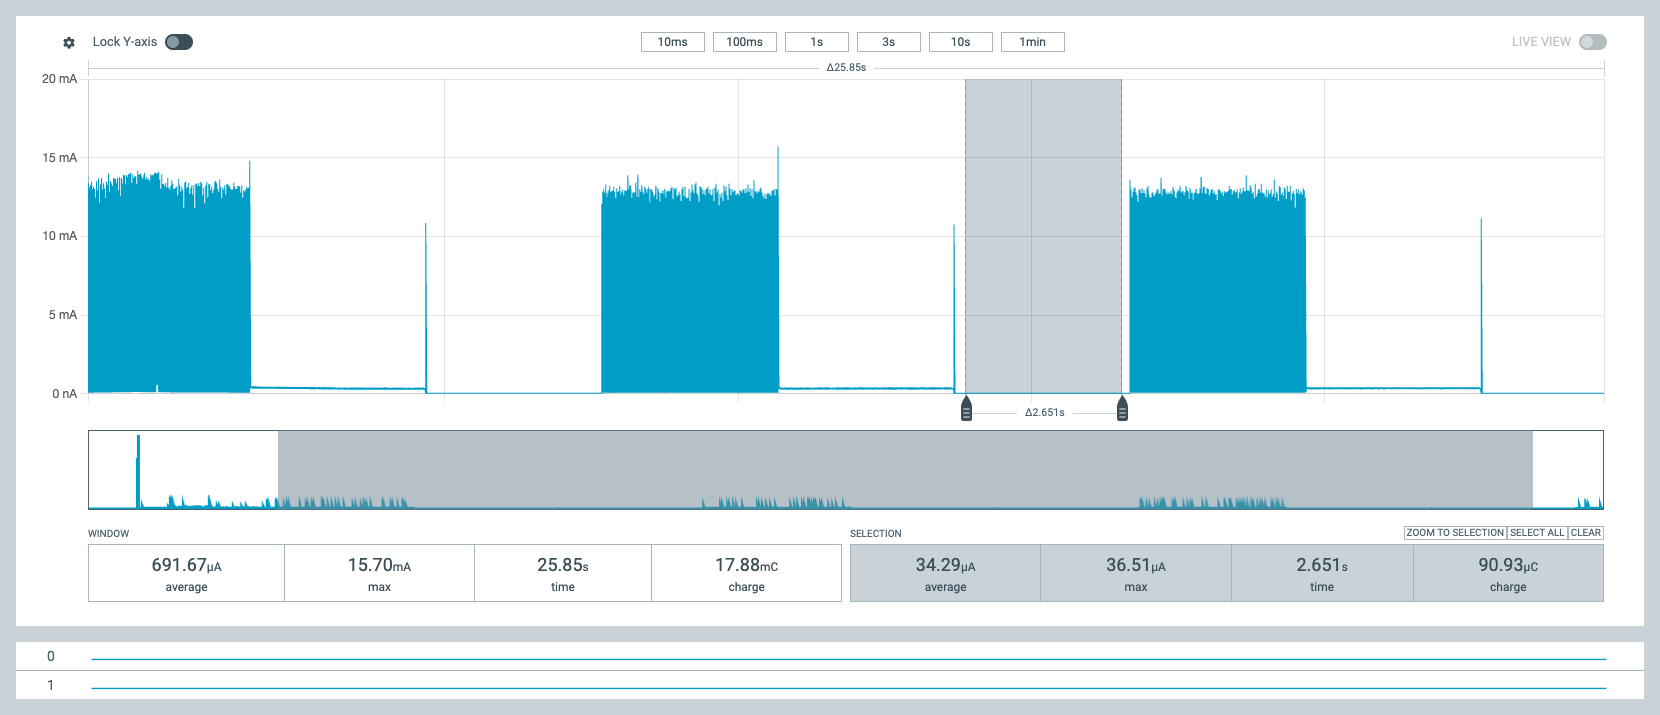 Lock Y-axis
10ms 100ms 1s 3s 10s 1min
LIVE VIEW
Δ25.85s
20 mA
15 mA
10 mA
5 mA
0 nA
Δ2.651s
WINDOW
691.67μA 15.70mA 25.85s 17.88mC
average max time charge
SELECTION
ZOOM TO SELECTION SELECT ALL CLEAR
34.29μA 36.51μA 2.651s 90.93μC
average max time charge
0
1